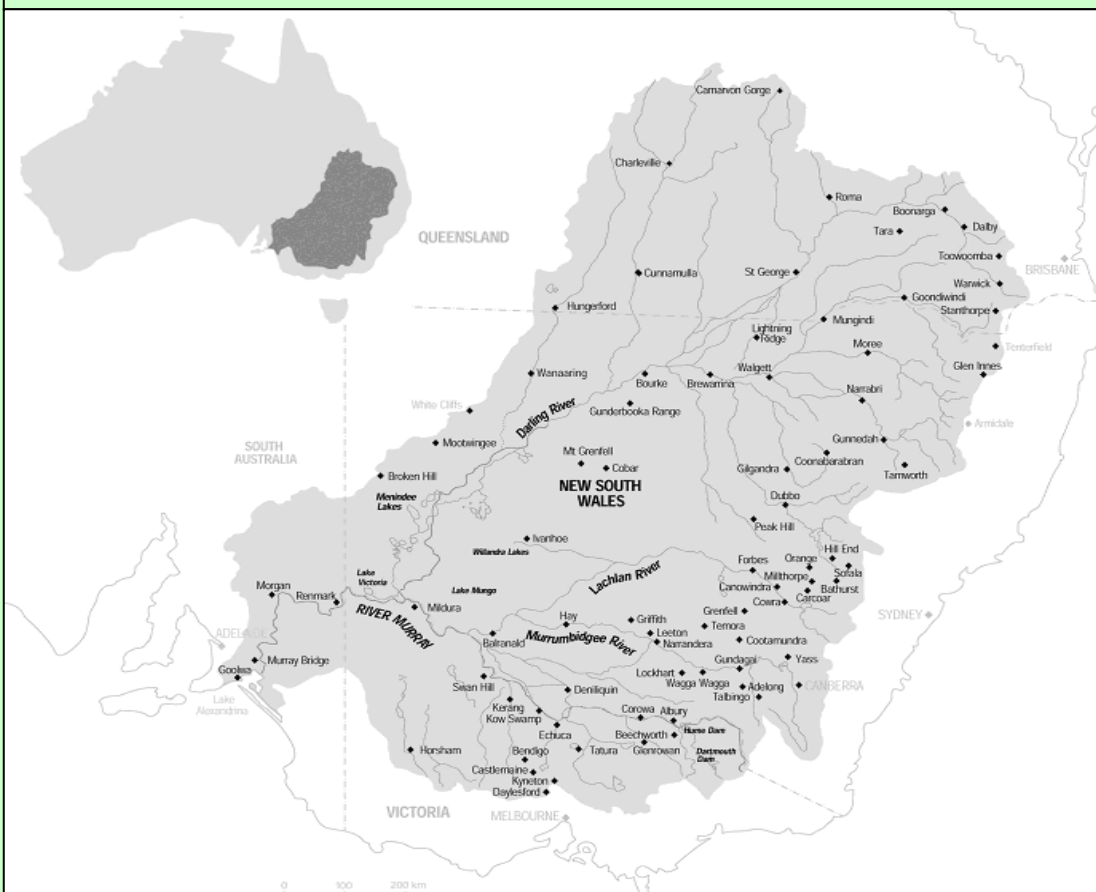 Carnarvon Gorge
Charleville
Roma
Boonarga
Tara
Dalby
QUEENSLAND
Toowoomba
BRISBANE
Cunnamulla
St George
Warwick
Goondiwindi
Hungerford
Stanthorpe
Mungindi
Lightning
Ridge
Moree
Tenterfield
Glen Innes
Walgett
Wanaaring
Bourke
Brewarrina
Narrabri
White Cliffs
Darling River
Gunderbooka Range
Armidale
SOUTH
AUSTRALIA
Mootwingee
Gunnedah
Mt Grenfell
Coonabarabran
Cobar
Gilgandra
Tamworth
Broken Hill
NEW SOUTH
WALES
Menindee
Lakes
Dubbo
Peak Hill
Ivanhoe
Willandra Lakes
Hill End
Orange
Forbes
Sofala
Lachlan River
Millthorpe
Lake
Victoria
Morgan
Canowindra
Bathurst
Lake Mungo
Renmark
Carcoar
Cowra
Mildura
Grenfell
SYDNEY
RIVER MURRAY
Hay
Griffith
Temora
ADELAIDE
Leeton
Murrumbidgee River
Balranald
Narrandera
Cootamundra
Murray Bridge
Gundagai
Yass
Goolwa
Lockhart
Wagga Wagga
Swan Hill
Deniliquin
Adelong
CANBERRA
Talbingo
Lake
Alexandrina
Kerang
Kow Swamp
Corowa
Albury
Echuca
Beechworth
Hume Dam
Horsham
Bendigo
Tatura
Glenrowan
Dartmouth
Dam
Castlemaine
Kyneton
Daylesford
VICTORIA
MELBOURNE
0 100 200 km